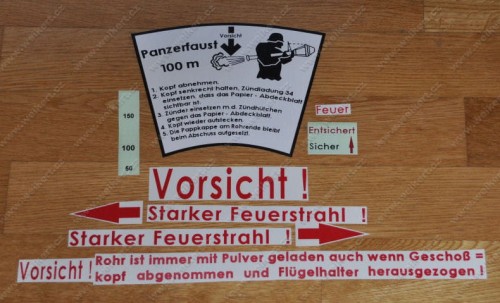 Vorsicht
Panzerfaust
100 m
1. Kopf abnehmen.
2. Kopf senkrecht halten, Zündladung 34
einsetzen, dass das Papier - Abdeckblatt
sichtbar ist.
3. Zünder einsetzen m.d. Zündhütchen
gegen das Papier - Abdeckblatt.
4. Kopf wieder aufstecken.
5. Die Pappkappe am Rohrende bleibt
beim Abschuss aufgesetzt.
Feuer
Entsichert
Sicher
150
100
50
Vorsicht !
Starker Feuerstrahl !
Starker Feuerstrahl !
Vorsicht !
Rohr ist immer mit Pulver geladen auch wenn Geschoß =
kopf abgenommen und Flügelhalter herausgezogen !